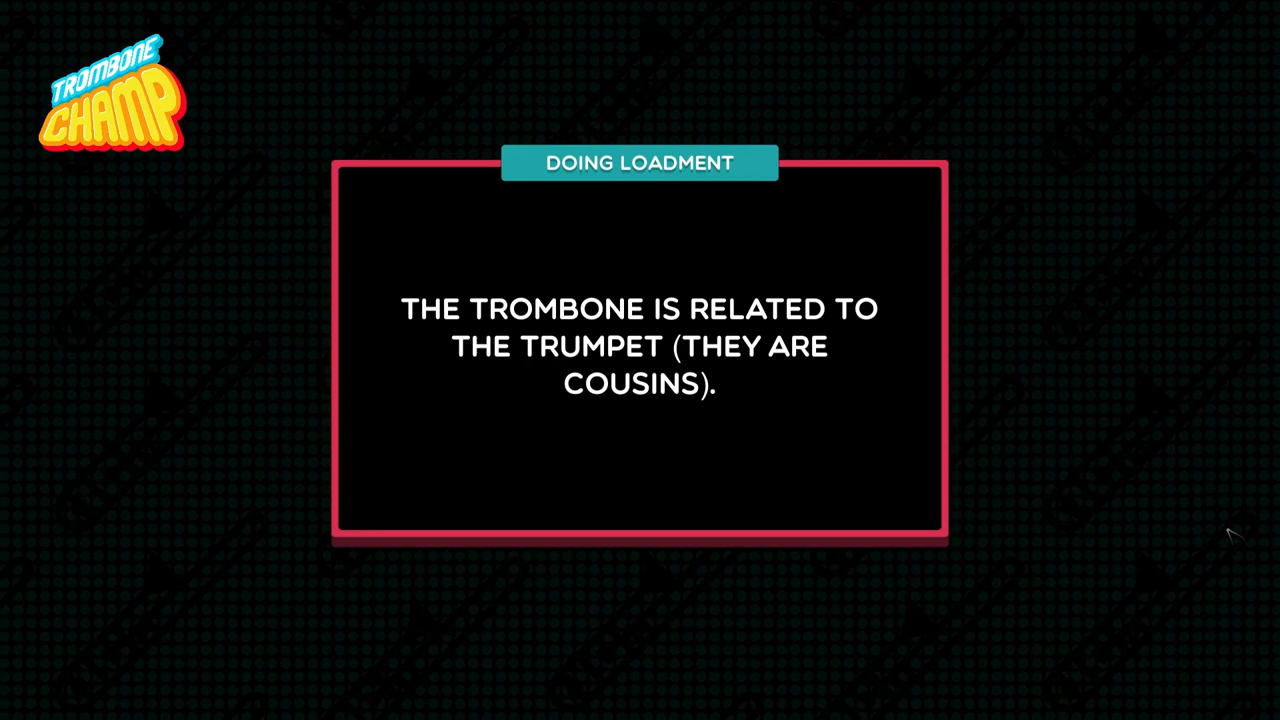 TROMBONE
CHAMP
DOING LOADMENT
THE TROMBONE IS RELATED TO
THE TRUMPET (THEY ARE
COUSINS).